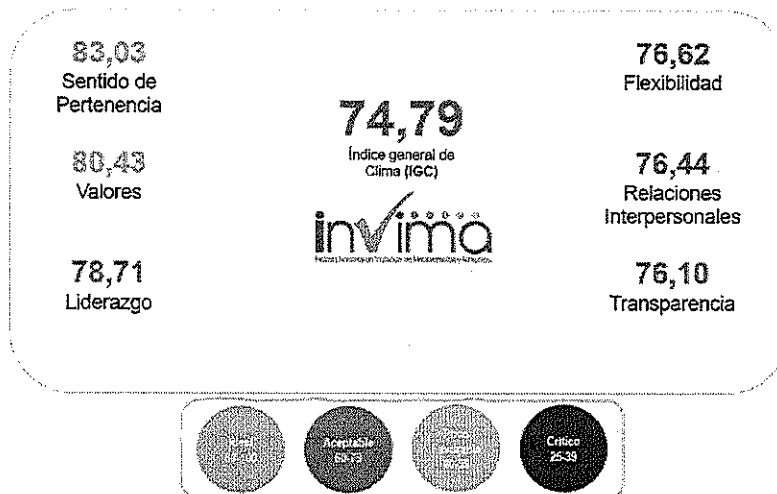 83,03
Sentido de
Pertenencia
80,43
Valores
78,71
Liderazgo
74,79
Índice general de
Clima (IGC)
invima
76,62
Flexibilidad
76,44
Relaciones
Interpersonales
76,10
Transparencia
Aceptable
Crítico
25-39